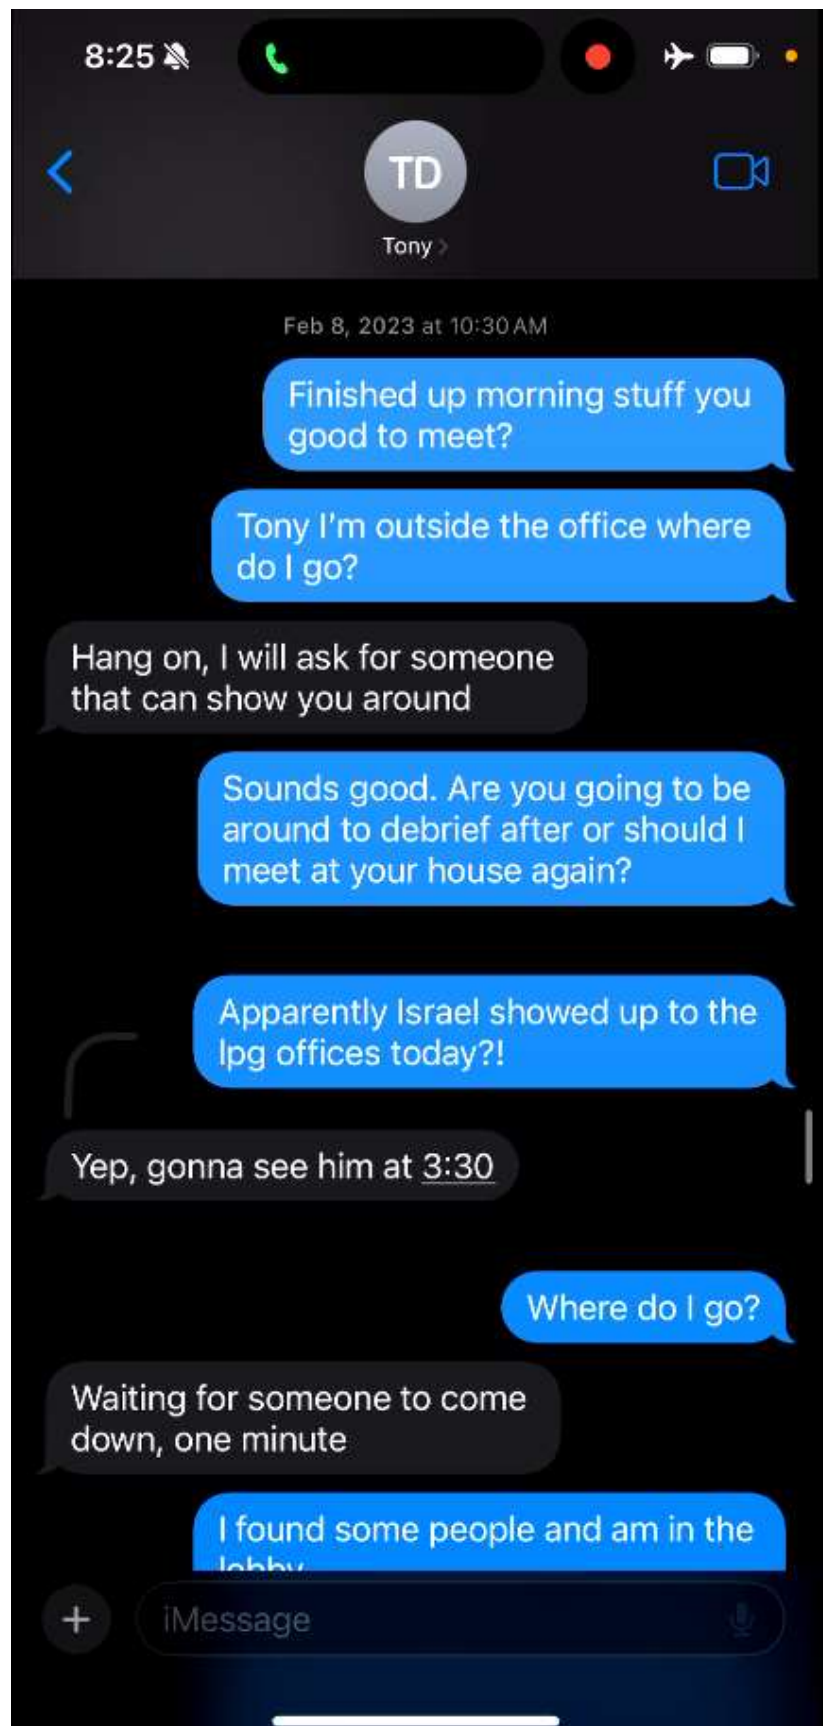 8:25
TD
Tony
Feb 8, 2023 at 10:30 AM
Finished up morning stuff you
good to meet?
Tony I'm outside the office where
do I go?
Hang on, I will ask for someone
that can show you around
Sounds good. Are you going to be
around to debrief after or should I
meet at your house again?
Apparently Israel showed up to the
lpg offices today?!
Yep, gonna see him at 3:30
Where do I go?
Waiting for someone to come
down, one minute
I found some people and am in the
lobby
iMessage